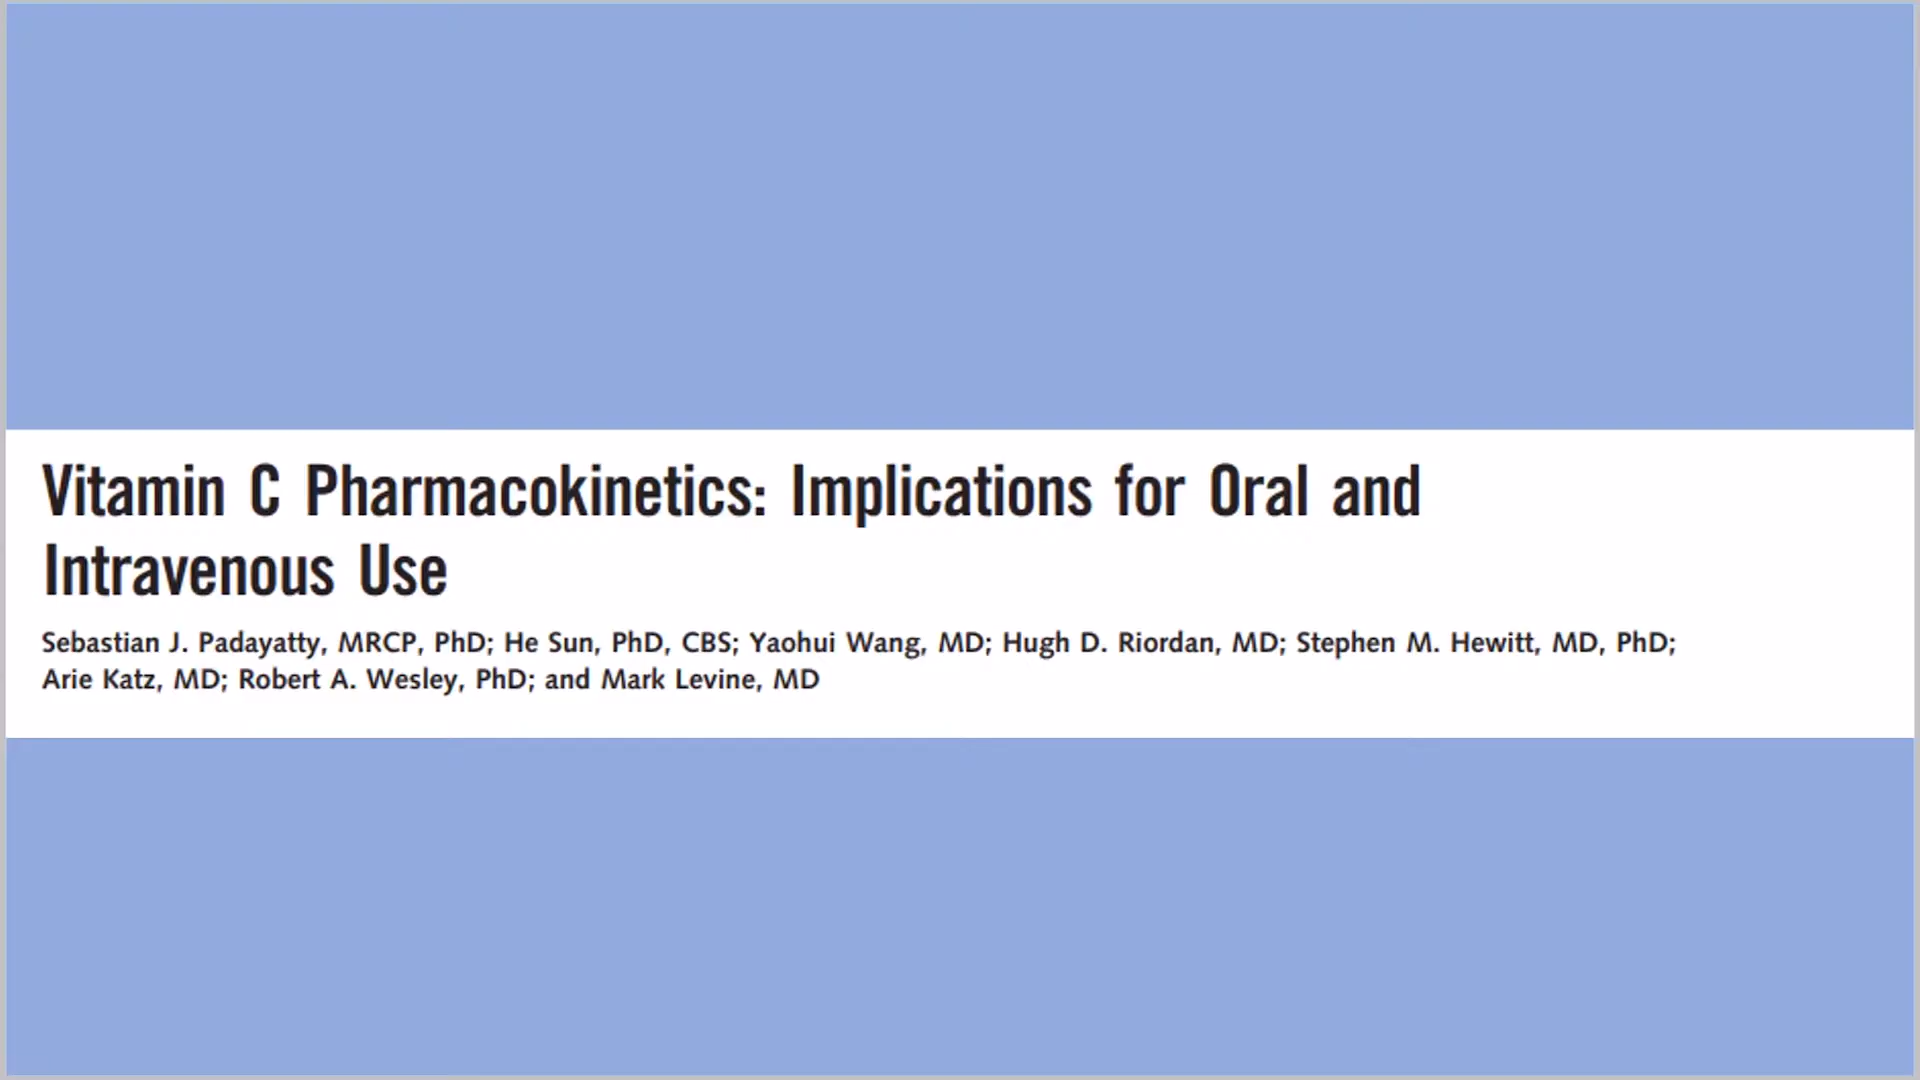 Vitamin C Pharmacokinetics: Implications for Oral and
Intravenous Use
Sebastian J. Padayatty, MRCP, PhD; He Sun, PhD, CBS; Yaohui Wang, MD; Hugh D. Riordan, MD; Stephen M. Hewitt, MD, PhD;
Arie Katz, MD; Robert A. Wesley, PhD; and Mark Levine, MD